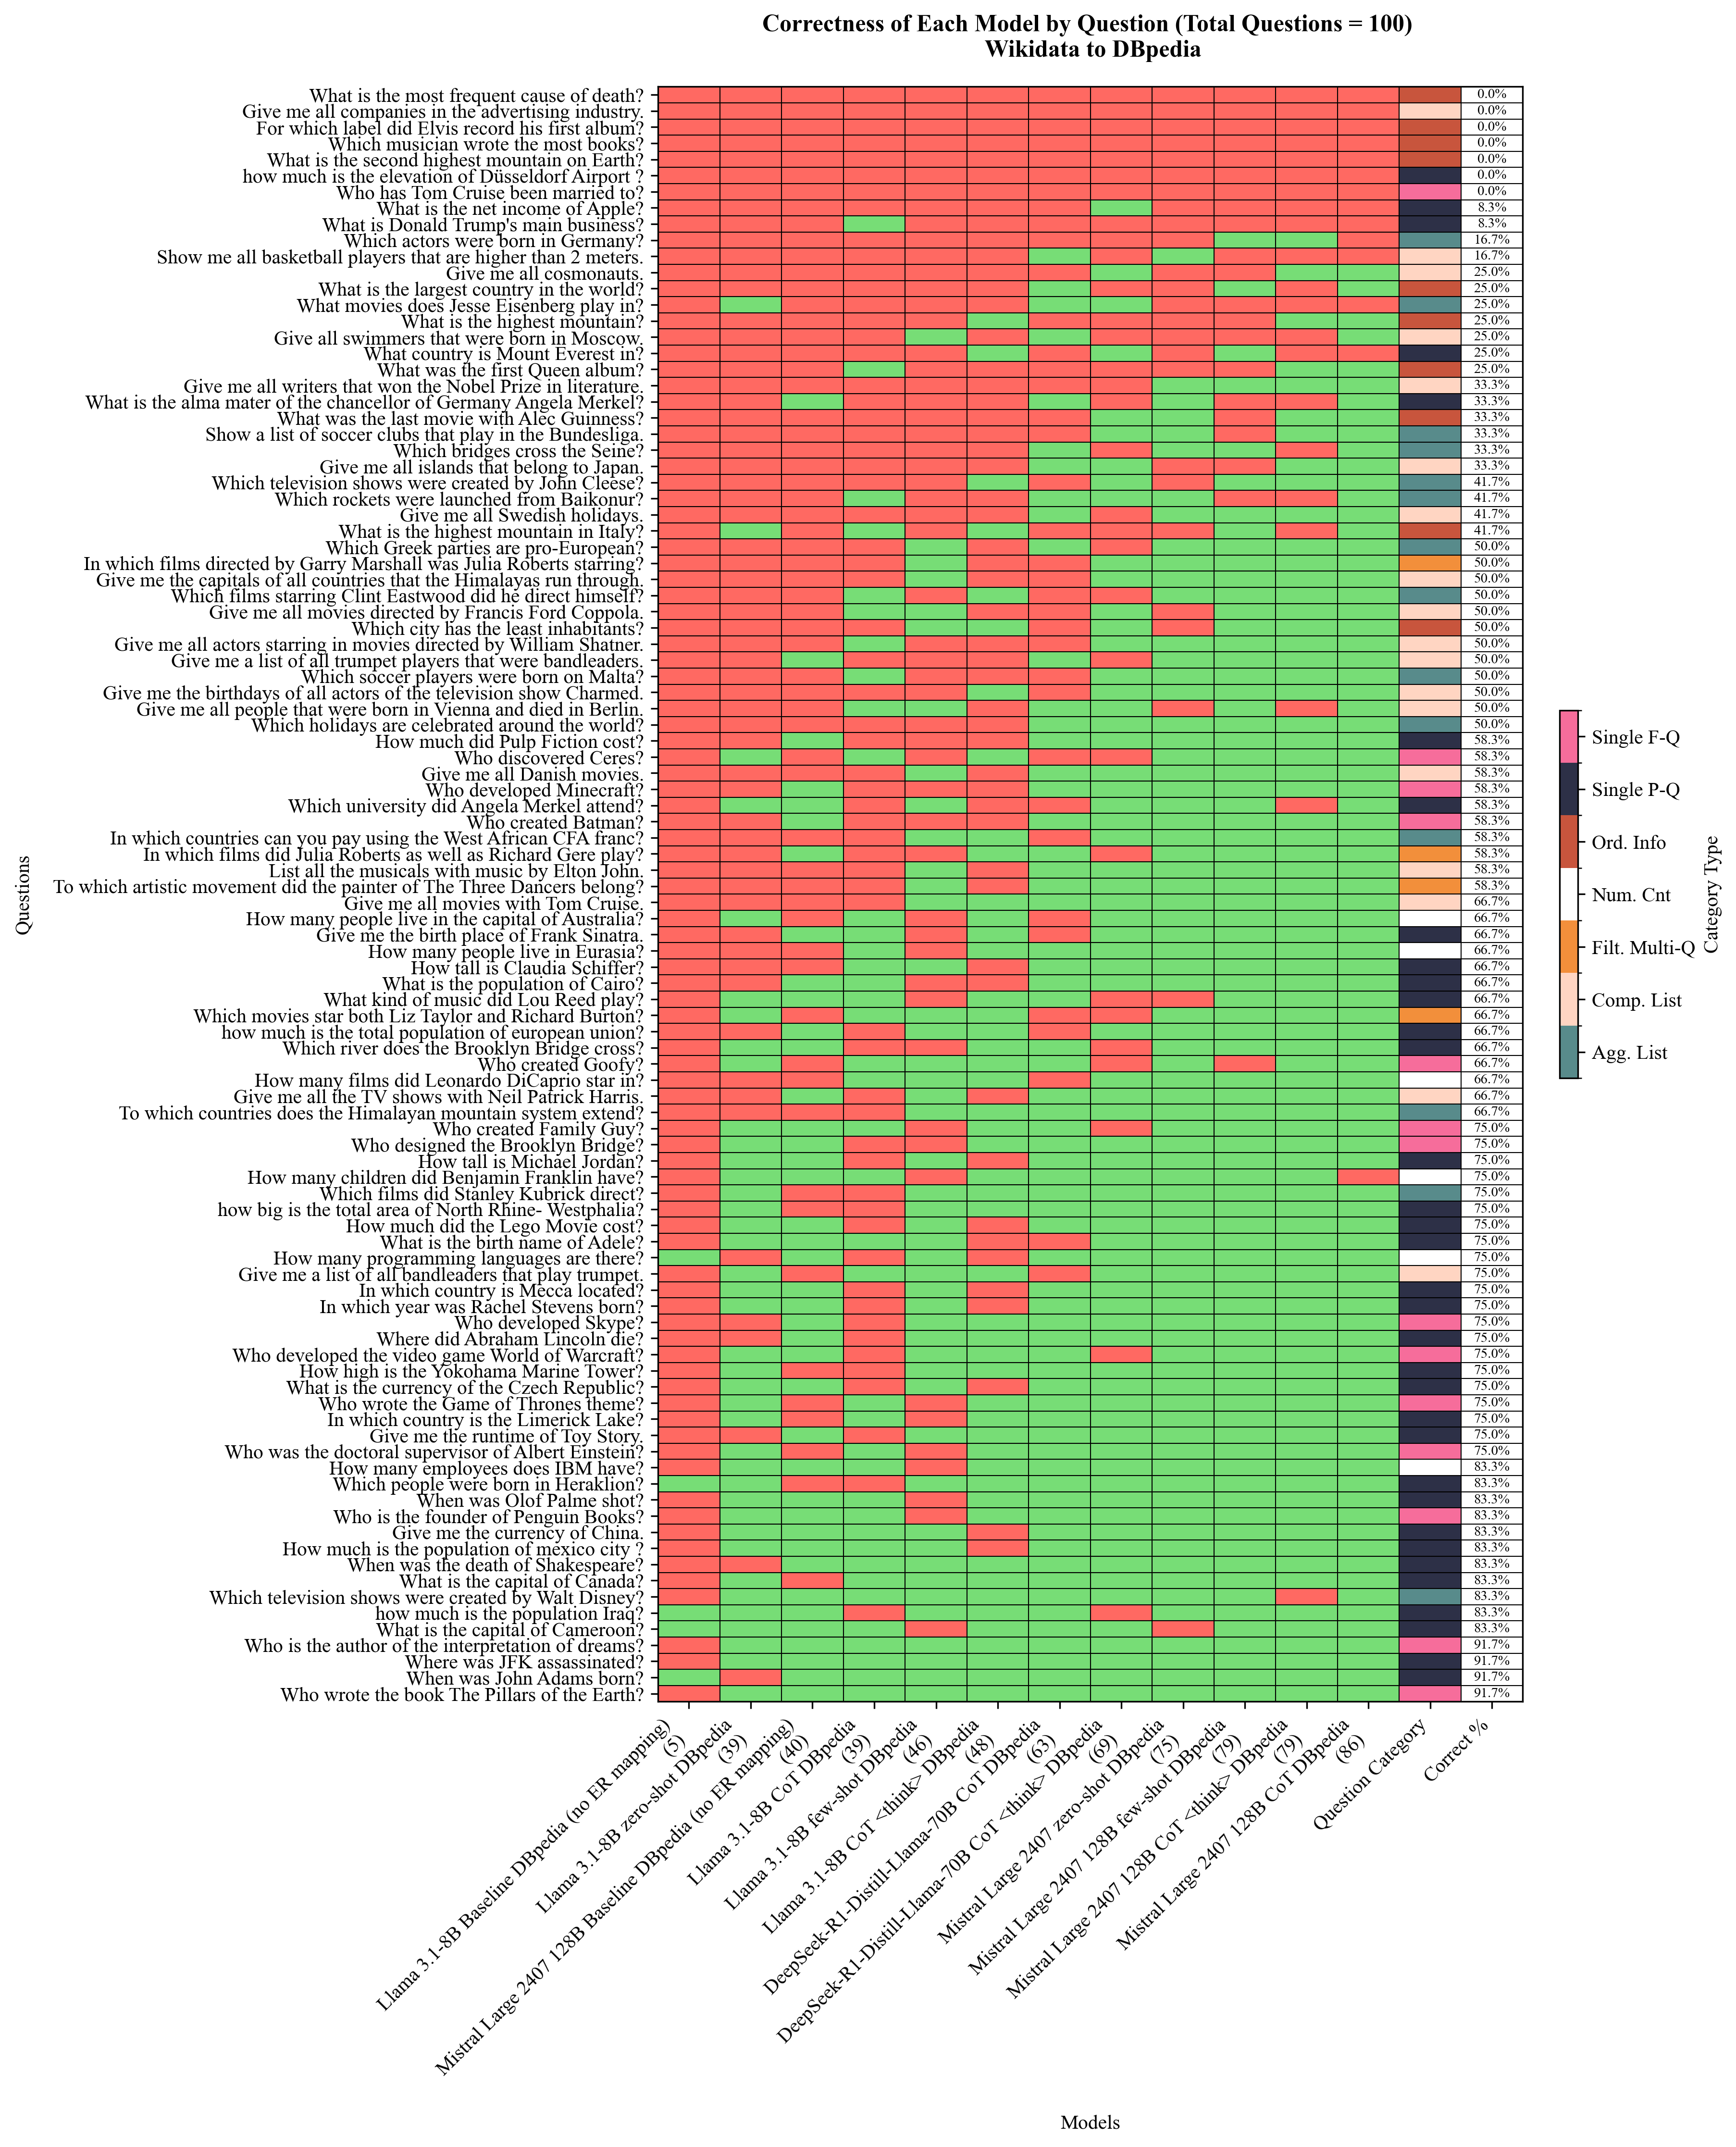 Correctness of Each Model by Question (Total Questions = 100)
Wikidata to DBpedia
What is the most frequent cause of death? 0.0%
Give me all companies in the advertising industry. 0.0%
For which label did Elvis record his first album? 0.0%
Which musician wrote the most books? 0.0%
What is the second highest mountain on Earth? 0.0%
how much is the elevation of Düsseldorf Airport ? 0.0%
Who has Tom Cruise been married to? 0.0%
What is the net income of Apple? 8.3%
What is Donald Trump's main business? 8.3%
Which actors were born in Germany? 16.7%
Show me all basketball players that are higher than 2 meters. 16.7%
Give me all cosmonauts. 25.0%
What is the largest country in the world? 25.0%
What movies does Jesse Eisenberg play in? 25.0%
What is the highest mountain? 25.0%
Give all swimmers that were born in Moscow. 25.0%
What country is Mount Everest in? 25.0%
What was the first Queen album? 25.0%
Give me all writers that won the Nobel Prize in literature. 33.3%
What is the alma mater of the chancellor of Germany Angela Merkel? 33.3%
What was the last movie with Alec Guinness? 33.3%
Show a list of soccer clubs that play in the Bundesliga. 33.3%
Which bridges cross the Seine? 33.3%
Give me all islands that belong to Japan. 33.3%
Which television shows were created by John Cleese? 41.7%
Which rockets were launched from Baikonur? 41.7%
Give me all Swedish holidays. 41.7%
What is the highest mountain in Italy? 41.7%
Which Greek parties are pro-European? 50.0%
In which films directed by Garry Marshall was Julia Roberts starring? 50.0%
Give me the capitals of all countries that the Himalayas run through. 50.0%
Which films starring Clint Eastwood did he direct himself? 50.0%
Give me all movies directed by Francis Ford Coppola. 50.0%
Which city has the least inhabitants? 50.0%
Give me all actors starring in movies directed by William Shatner. 50.0%
Give me a list of all trumpet players that were bandleaders. 50.0%
Which soccer players were born on Malta? 50.0%
Give me the birthdays of all actors of the television show Charmed. 50.0%
Give me all people that were born in Vienna and died in Berlin. 50.0%
Which holidays are celebrated around the world? 50.0%
How much did Pulp Fiction cost? 58.3%
Who discovered Ceres? 58.3%
Give me all Danish movies. 58.3%
Who developed Minecraft? 58.3%
Which university did Angela Merkel attend? 58.3%
Who created Batman? 58.3%
In which countries can you pay using the West African CFA franc? 58.3%
In which films did Julia Roberts as well as Richard Gere play? 58.3%
List all the musicals with music by Elton John. 58.3%
To which artistic movement did the painter of The Three Dancers belong? 58.3%
Give me all movies with Tom Cruise. 66.7%
How many people live in the capital of Australia? 66.7%
Give me the birth place of Frank Sinatra. 66.7%
How many people live in Eurasia? 66.7%
How tall is Claudia Schiffer? 66.7%
What is the population of Cairo? 66.7%
What kind of music did Lou Reed play? 66.7%
Which movies star both Liz Taylor and Richard Burton? 66.7%
how much is the total population of european union? 66.7%
Which river does the Brooklyn Bridge cross? 66.7%
Who created Goofy? 66.7%
How many films did Leonardo DiCaprio star in? 66.7%
Give me all the TV shows with Neil Patrick Harris. 66.7%
To which countries does the Himalayan mountain system extend? 66.7%
Who created Family Guy? 75.0%
Who designed the Brooklyn Bridge? 75.0%
How tall is Michael Jordan? 75.0%
How many children did Benjamin Franklin have? 75.0%
Which films did Stanley Kubrick direct? 75.0%
how big is the total area of North Rhine- Westphalia? 75.0%
How much did the Lego Movie cost? 75.0%
What is the birth name of Adele? 75.0%
How many programming languages are there? 75.0%
Give me a list of all bandleaders that play trumpet. 75.0%
In which country is Mecca located? 75.0%
In which year was Rachel Stevens born? 75.0%
Who developed Skype? 75.0%
Where did Abraham Lincoln die? 75.0%
Who developed the video game World of Warcraft? 75.0%
How high is the Yokohama Marine Tower? 75.0%
What is the currency of the Czech Republic? 75.0%
Who wrote the Game of Thrones theme? 75.0%
In which country is the Limerick Lake? 75.0%
Give me the runtime of Toy Story. 75.0%
Who was the doctoral supervisor of Albert Einstein? 75.0%
How many employees does IBM have? 83.3%
Which people were born in Heraklion? 83.3%
When was Olof Palme shot? 83.3%
Who is the founder of Penguin Books? 83.3%
Give me the currency of China. 83.3%
How much is the population of mexico city ? 83.3%
When was the death of Shakespeare? 83.3%
What is the capital of Canada? 83.3%
Which television shows were created by Walt Disney? 83.3%
how much is the population Iraq? 83.3%
What is the capital of Cameroon? 83.3%
Who is the author of the interpretation of dreams? 91.7%
Where was JFK assassinated? 91.7%
When was John Adams born? 91.7%
Who wrote the book The Pillars of the Earth? 91.7%
Questions
Llama 3.1-8B Baseline DBpedia (no ER mapping)
(5)
Llama 3.1-8B zero-shot DBpedia
(39)
Mistral Large 2407 128B Baseline DBpedia (no ER mapping)
(40)
Llama 3.1-8B CoT DBpedia
(39)
Llama 3.1-8B few-shot DBpedia
(46)
Llama 3.1-8B CoT <think> DBpedia
(48)
DeepSeek-R1-Distill-Llama-70B CoT DBpedia
(63)
DeepSeek-R1-Distill-Llama-70B CoT <think> DBpedia
(69)
Mistral Large 2407 zero-shot DBpedia
(75)
Mistral Large 2407 128B few-shot DBpedia
(79)
Mistral Large 2407 128B CoT <think> DBpedia
(79)
Mistral Large 2407 128B CoT DBpedia
(86)
Question Category
Correct %
Models
Single F-Q
Single P-Q
Ord. Info
Num. Cnt
Filt. Multi-Q
Comp. List
Agg. List
Category Type